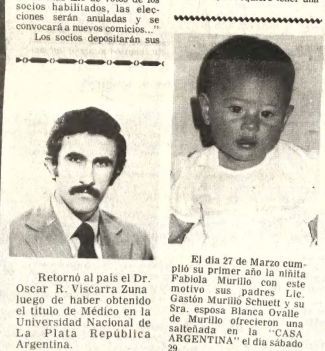 socios habilitados, las elec-
ciones serán anuladas y se
convocará a nuevos comicios..."
Los socios depositarán sus
Retornó al país el Dr.
Oscar R. Viscarra Zuna
luego de haber obtenido
el título de Médico en la
Universidad Nacional de
La Plata República
Argentina.
El día 27 de Marzo cum-
plió su primer año la niñita
Fabiola Murillo con este
motivo sus padres Lic.
Gastón Murillo Schuett y su
Sra. esposa Blanca Ovalle
de Murillo ofrecieron una
salteñada en la "CASA
ARGENTINA" el día sábado
29.